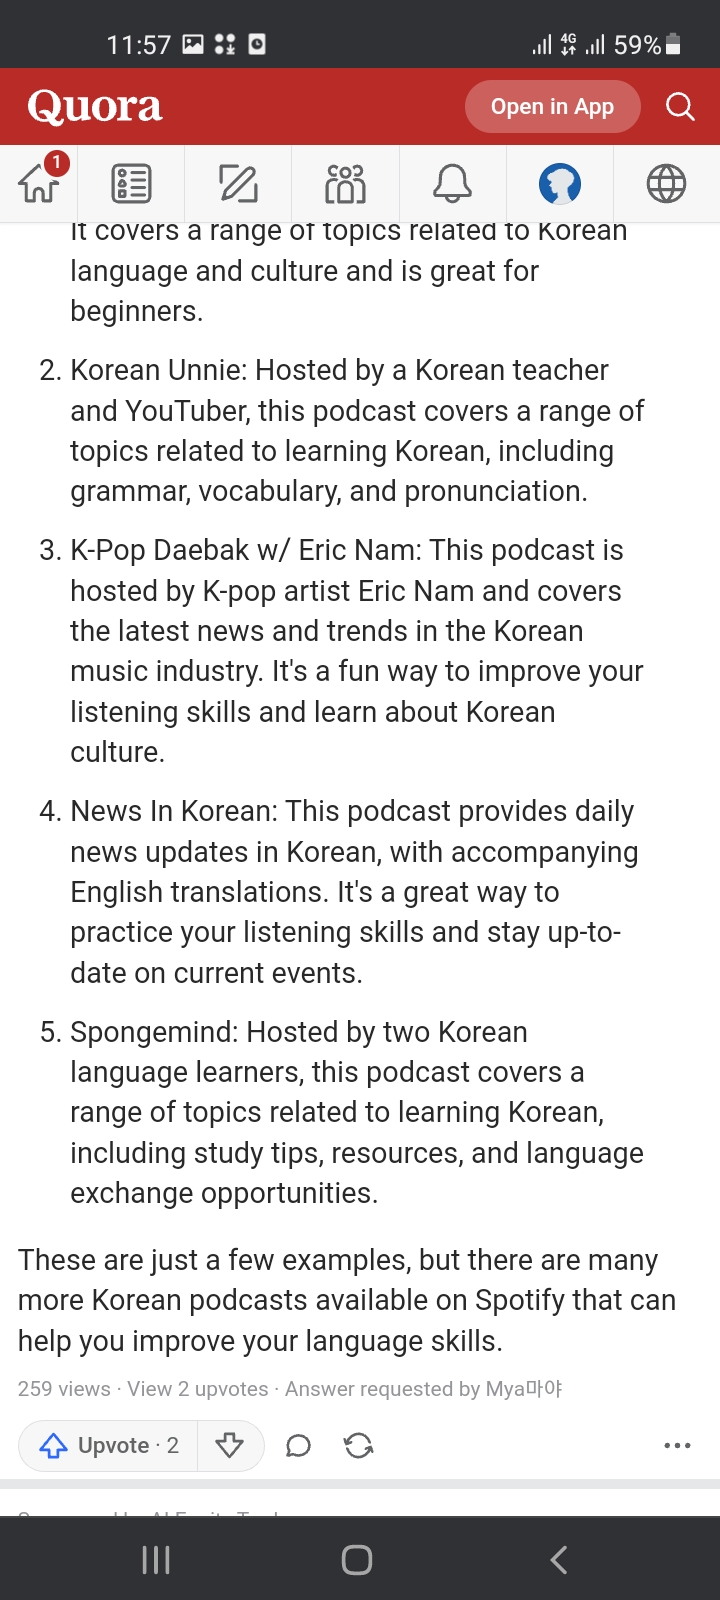 11:57
4G
59%
Quora
Open in App
1
It covers a range of topics related to Korean
language and culture and is great for
beginners.
2. Korean Unnie: Hosted by a Korean teacher
and YouTuber, this podcast covers a range of
topics related to learning Korean, including
grammar, vocabulary, and pronunciation.
3. K-Pop Daebak w/ Eric Nam: This podcast is
hosted by K-pop artist Eric Nam and covers
the latest news and trends in the Korean
music industry. It's a fun way to improve your
listening skills and learn about Korean
culture.
4. News In Korean: This podcast provides daily
news updates in Korean, with accompanying
English translations. It's a great way to
practice your listening skills and stay up-to-
date on current events.
5. Spongemind: Hosted by two Korean
language learners, this podcast covers a
range of topics related to learning Korean,
including study tips, resources, and language
exchange opportunities.
These are just a few examples, but there are many
more Korean podcasts available on Spotify that can
help you improve your language skills.
259 views · View 2 upvotes · Answer requested by Mya마야
Upvote · 2